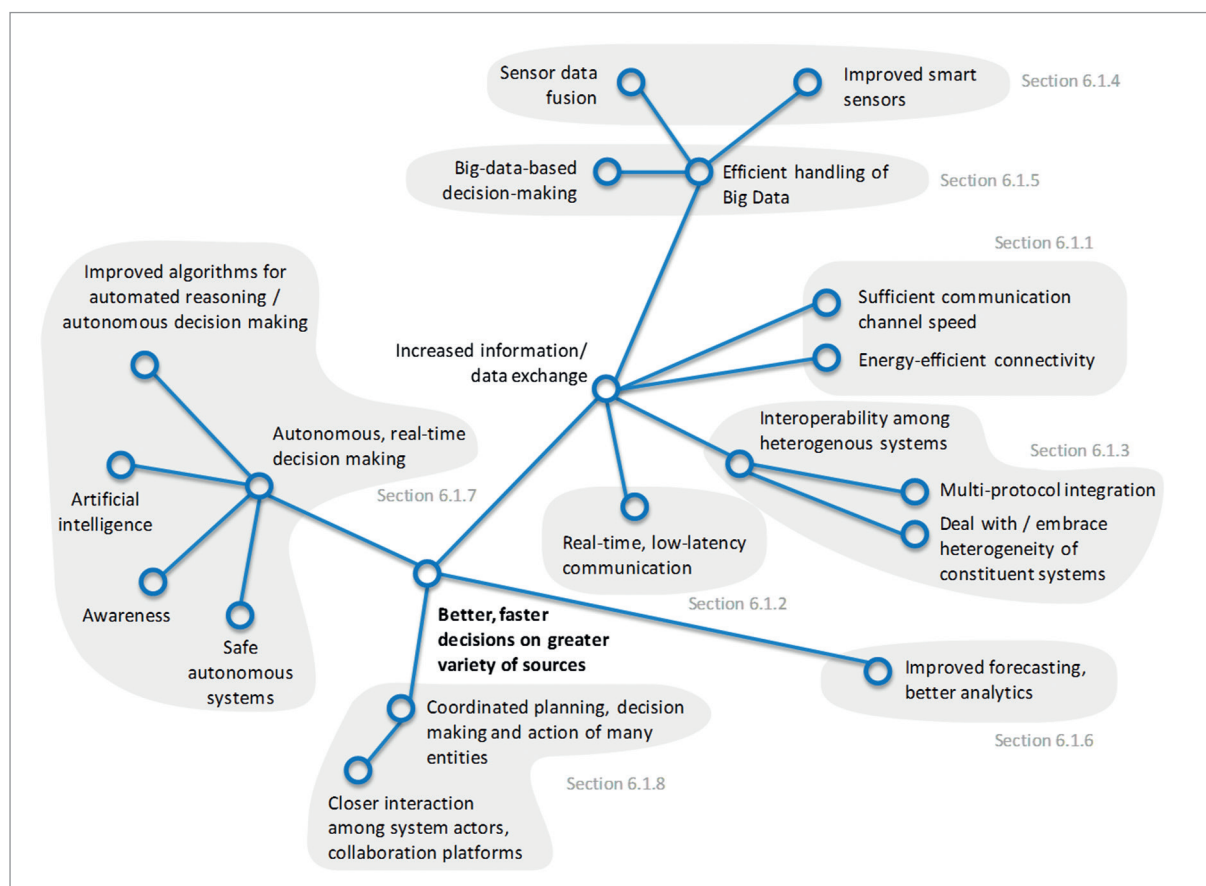 Sensor data
fusion
Improved smart
sensors
Section 6.1.4
Big-data-based
decision-making
Efficient handling of
Big Data
Section 6.1.5
Section 6.1.1
Improved algorithms for
automated reasoning /
autonomous decision making
Sufficient communication
channel speed
Increased information/
data exchange
Energy-efficient connectivity
Interoperability among
heterogenous systems
Section 6.1.3
Autonomous, real-time
decision making
Section 6.1.7
Multi-protocol integration
Artificial
intelligence
Deal with / embrace
heterogeneity of
constituent systems
Real-time, low-latency
communication
Section 6.1.2
Awareness
Safe
autonomous
systems
Better, faster
decisions on greater
variety of sources
Improved forecasting,
better analytics
Section 6.1.6
Coordinated planning, decision
making and action of many
entities
Section 6.1.8
Closer interaction
among system actors,
collaboration platforms